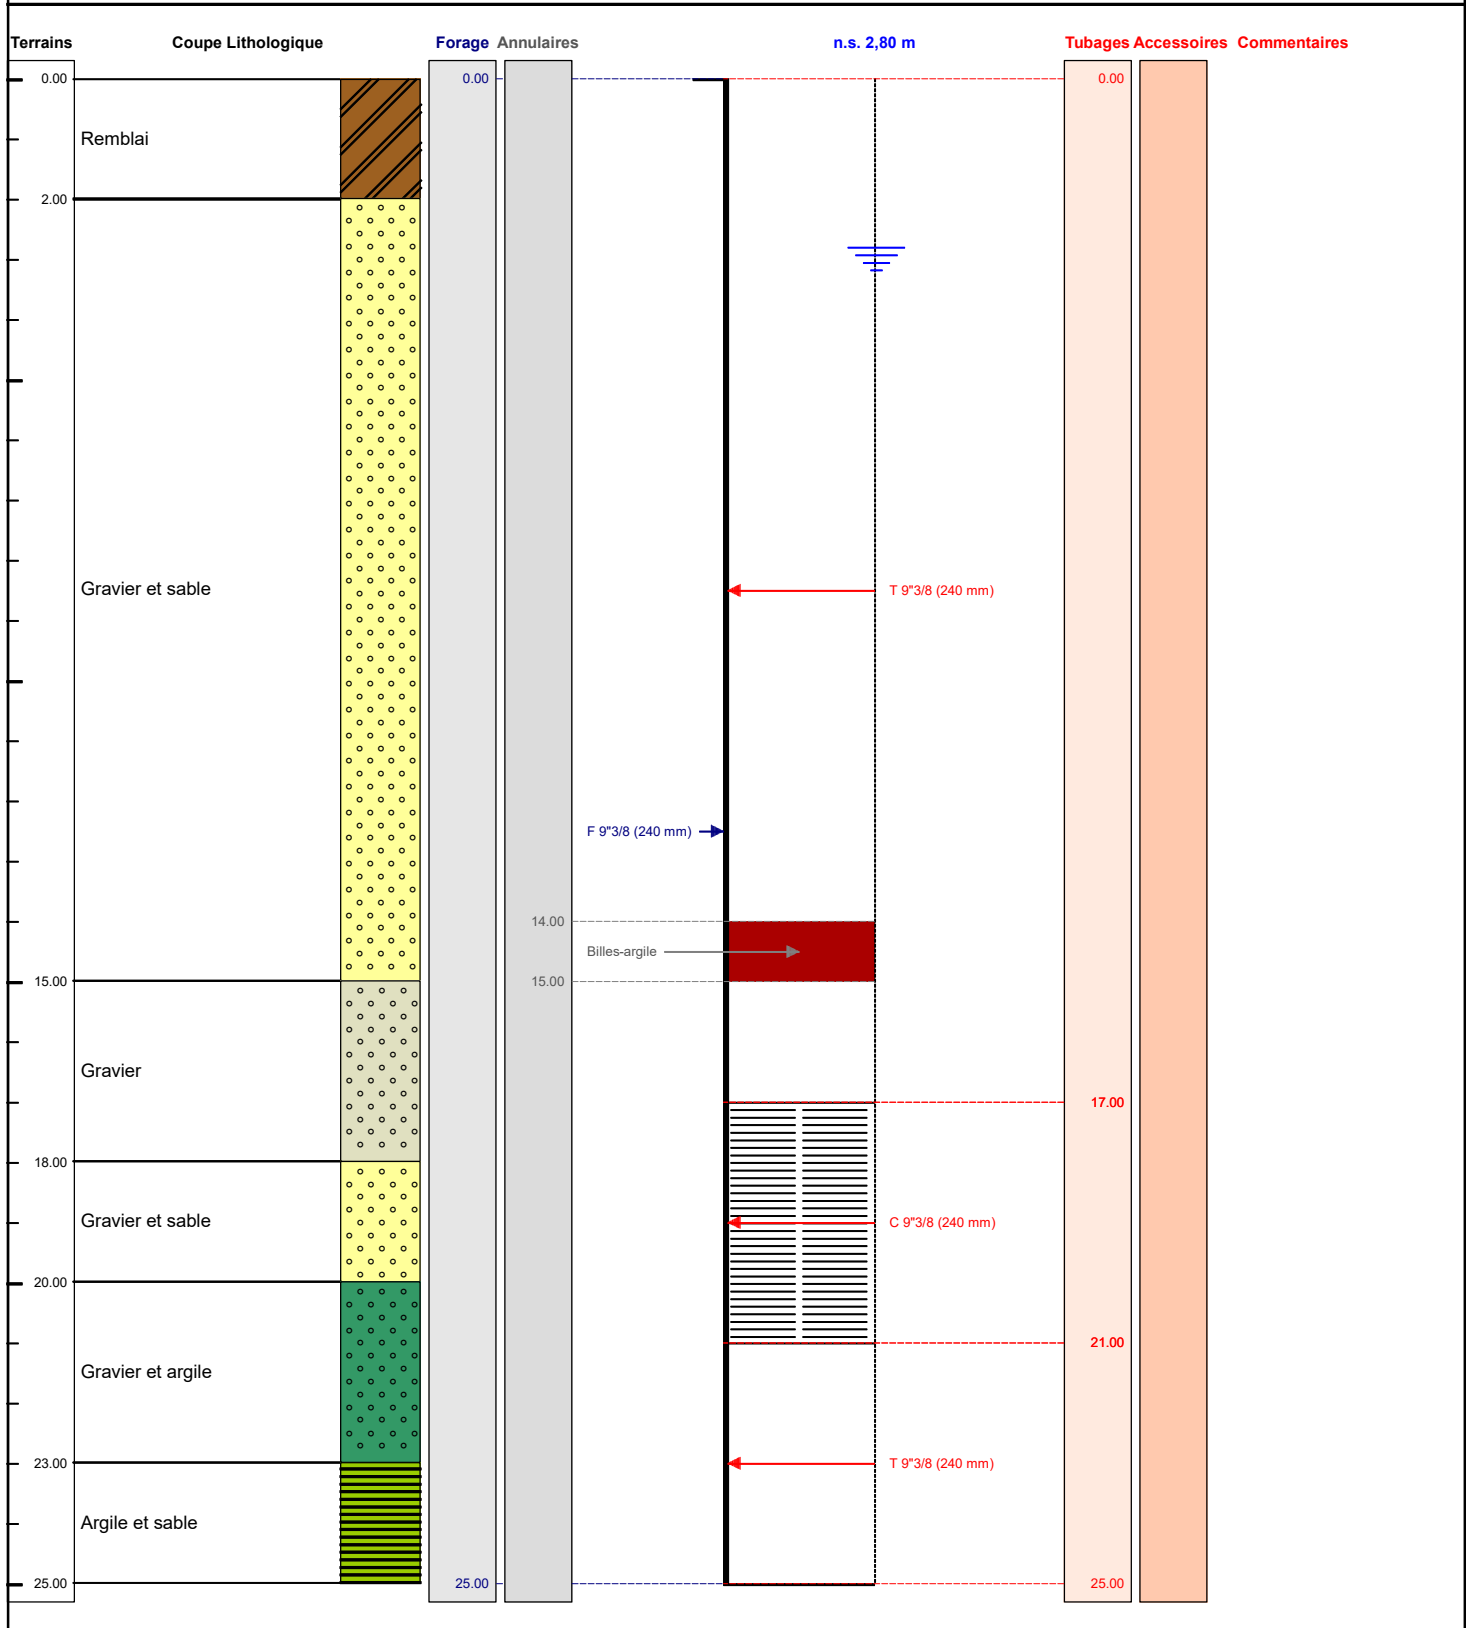 Terrains Coupe Lithologique Forage Annulaires n.s. 2,80 m Tubages Accessoires Commentaires
0.00 0.00 0.00
Remblai
2.00
Gravier et sable
T 9"3/8 (240 mm)
F 9"3/8 (240 mm)
14.00
Billes-argile
15.00 15.00
Gravier
17.00
18.00
Gravier et sable
C 9"3/8 (240 mm)
20.00
21.00
Gravier et argile
23.00
T 9"3/8 (240 mm)
Argile et sable
25.00 25.00 25.00